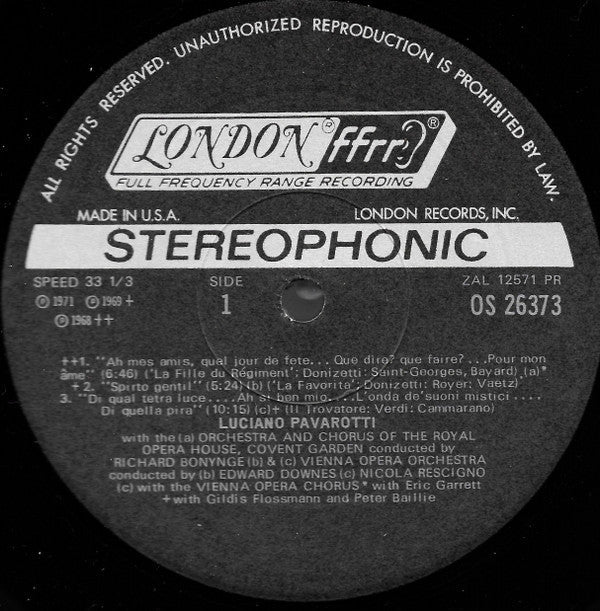 ALL RIGHTS RESERVED. UNAUTHORIZED REPRODUCTION IS PROHIBITED BY LAW.
LONDON® ffrr ®
FULL FREQUENCY RANGE RECORDING
MADE IN U.S.A. LONDON RECORDS, INC.
STEREOPHONIC
SPEED 33 1/3 SIDE ZAL 12571 PR
℗ 1971 ℗ 1969 + 1 OS 26373
℗ 1968 ++
++1. "Ah mes amis, quel jour de fete... Que dire? que faire? ...Pour mon
âme" (6:46) ('La Fille du Régiment'; Donizetti: Saint-Georges, Bayard) (a)*
+ 2. "Spirto gentil" (5:24) (b) ('La Favorita'; Donizetti: Royer: Vaetz)
3. "Di qual tetra luce....Ah si ben mio....L'onda de'suoni mistici....
Di quella pira" (10:15) (c)+ (Il Trovatore: Verdi: Cammarano)
LUCIANO PAVAROTTI
with the (a) ORCHESTRA AND CHORUS OF THE ROYAL
OPERA HOUSE, COVENT GARDEN conducted by
RICHARD BONYNGE (b) & (c) VIENNA OPERA ORCHESTRA
conducted by (b) EDWARD DOWNES (c) NICOLA RESCIGNO
(c) with the VIENNA OPERA CHORUS * with Eric Garrett
+with Gildis Flossmann and Peter Baillie